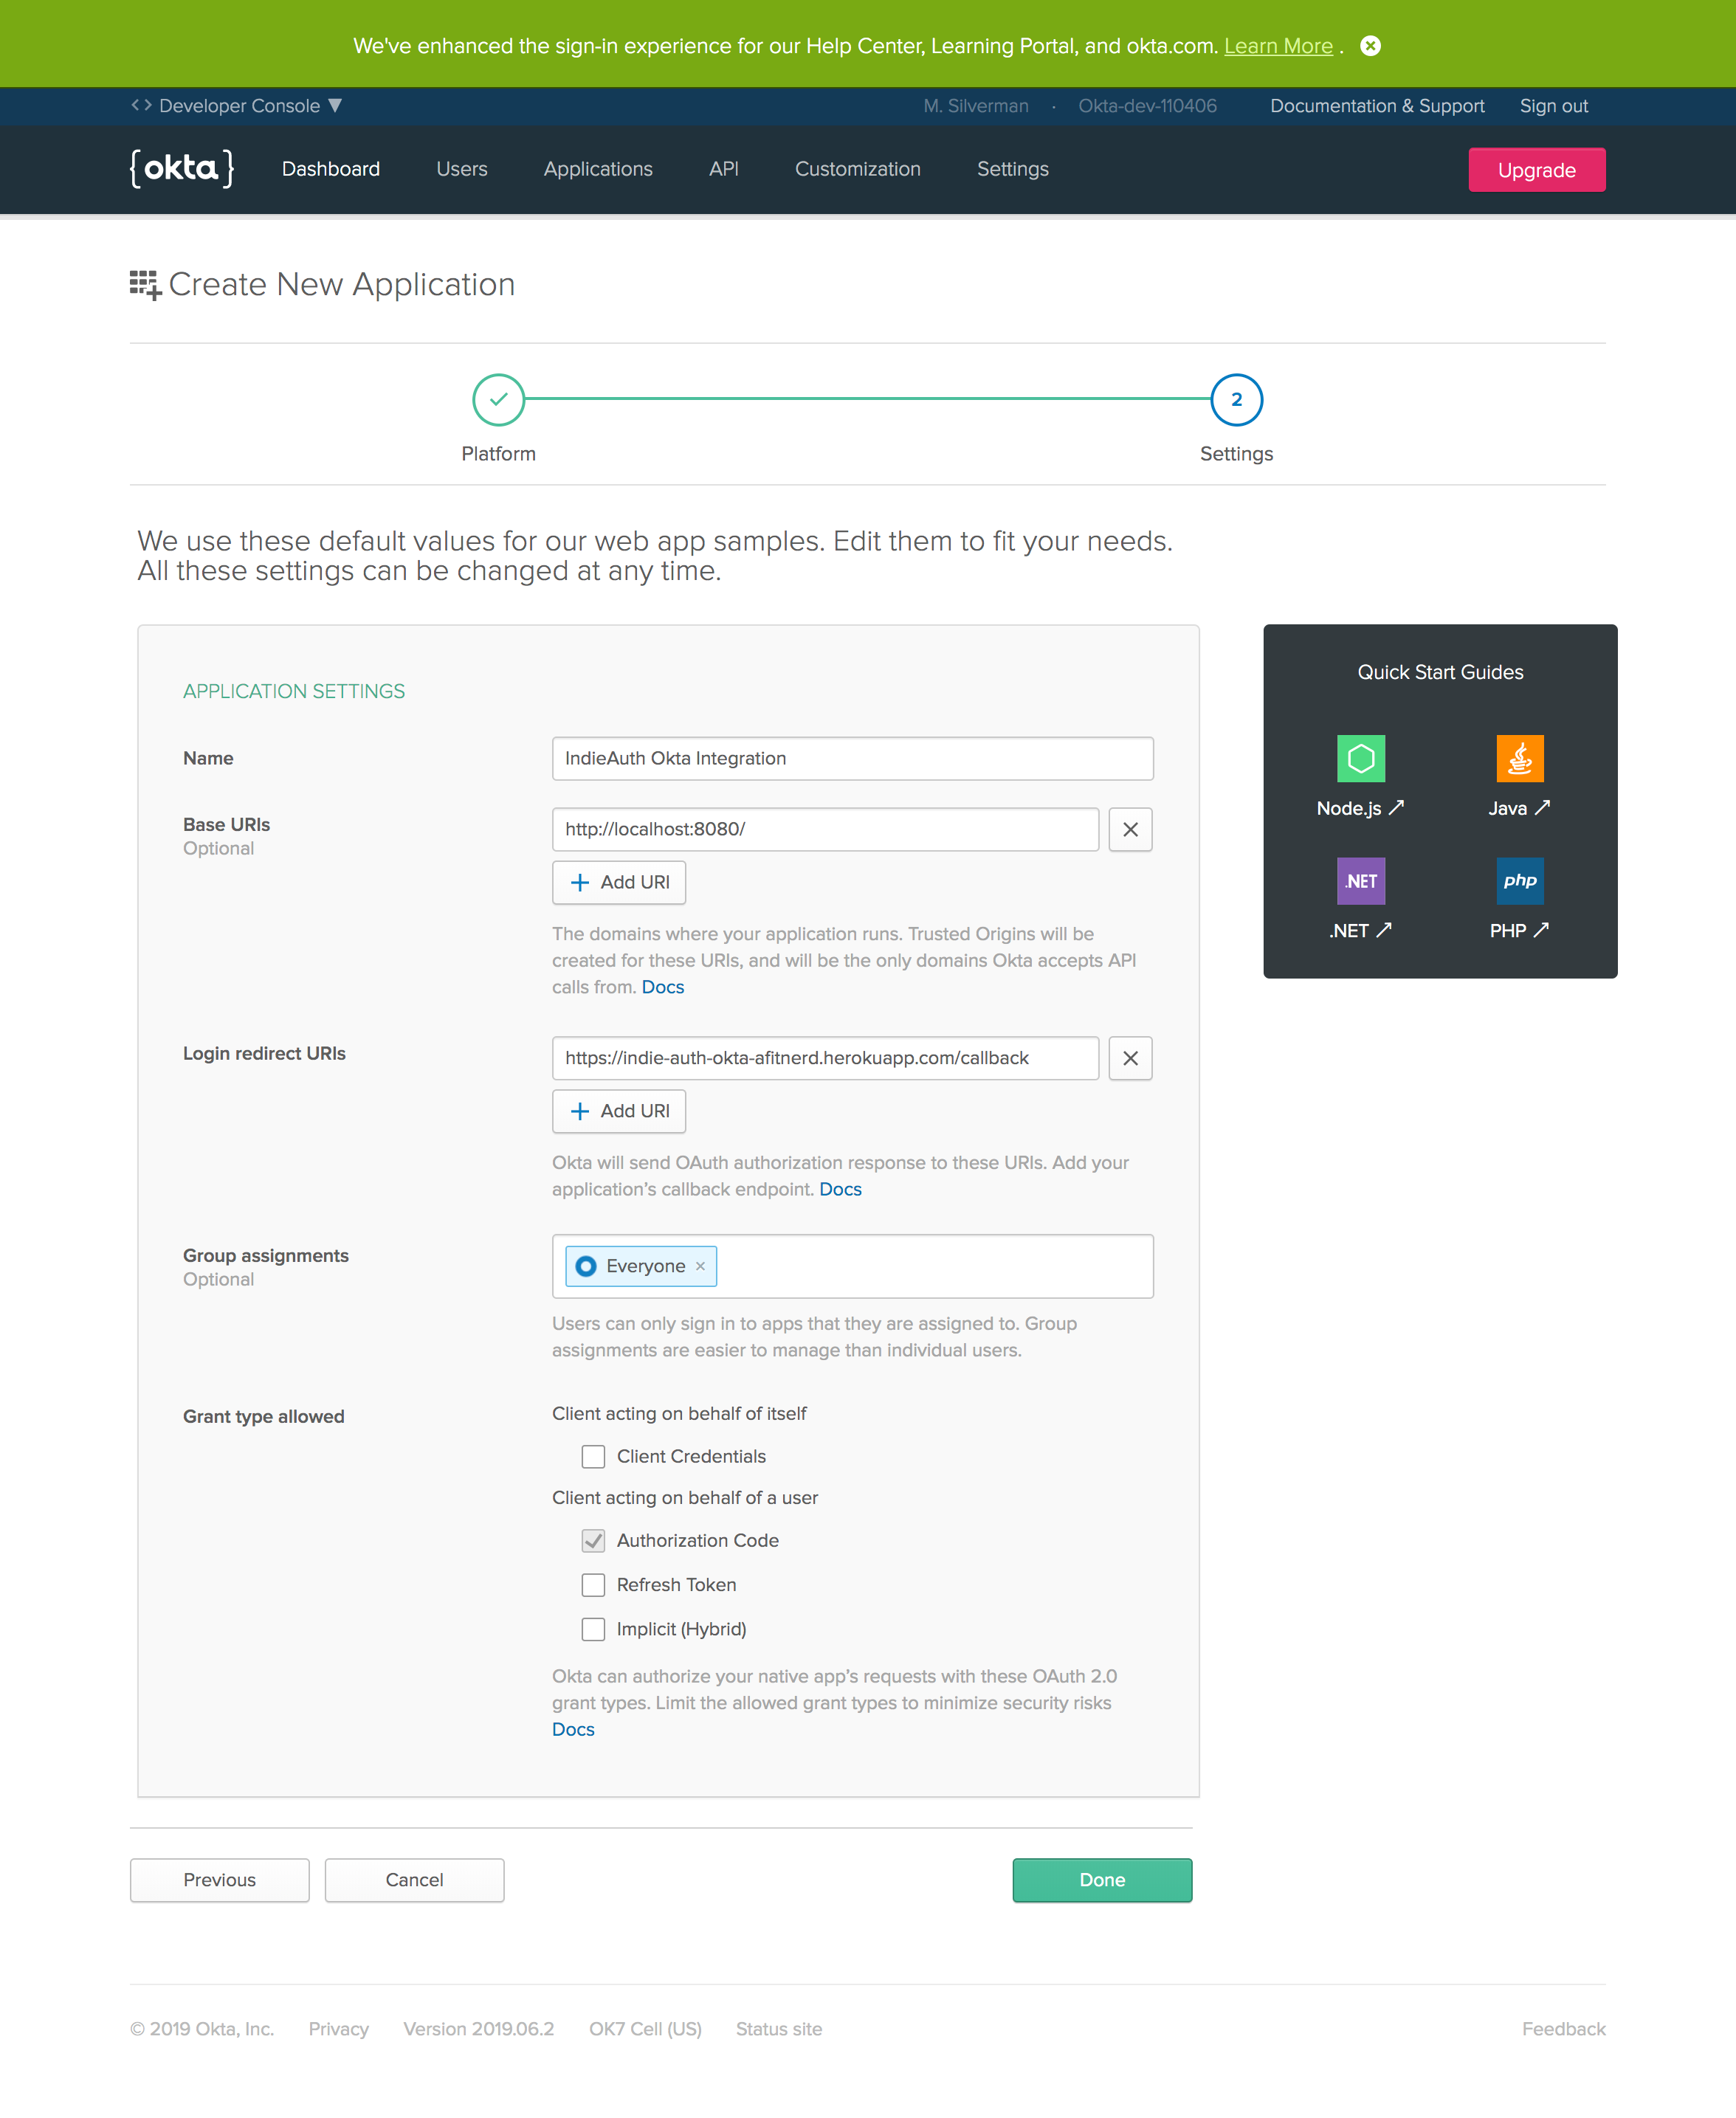 We've enhanced the sign-in experience for our Help Center, Learning Portal, and okta.com. Learn More .
Developer Console
M. Silverman · Okta-dev-110406 Documentation & Support Sign out
{okta} Dashboard Users Applications API Customization Settings Upgrade
Create New Application
2
Platform Settings
We use these default values for our web app samples. Edit them to fit your needs.
All these settings can be changed at any time.
APPLICATION SETTINGS
Name IndieAuth Okta Integration
Base URIs
Optional
http://localhost:8080/
Add URI
The domains where your application runs. Trusted Origins will be
created for these URIs, and will be the only domains Okta accepts API
calls from. Docs
Login redirect URIs https://indie-auth-okta-afitnerd.herokuapp.com/callback
Add URI
Okta will send OAuth authorization response to these URIs. Add your
application's callback endpoint. Docs
Group assignments
Optional
Everyone
Users can only sign in to apps that they are assigned to. Group
assignments are easier to manage than individual users.
Grant type allowed
Client acting on behalf of itself
Client Credentials
Client acting on behalf of a user
Authorization Code
Refresh Token
Implicit (Hybrid)
Okta can authorize your native app's requests with these OAuth 2.0
grant types. Limit the allowed grant types to minimize security risks
Docs
Quick Start Guides
Node.js Java
.NET php
.NET PHP
Previous Cancel Done
© 2019 Okta, Inc. Privacy Version 2019.06.2 OK7 Cell (US) Status site Feedback